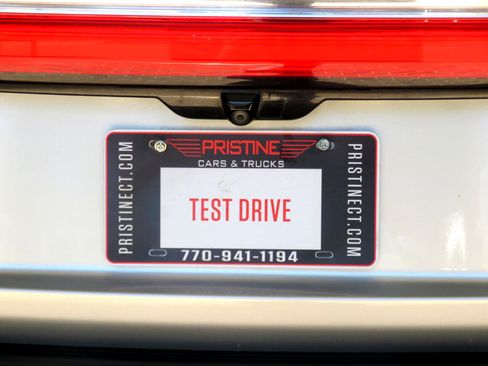 PRISTINE
CARS & TRUCKS
PRISTINECT.COM
TEST DRIVE
PRISTINECT.COM
770-941-1194